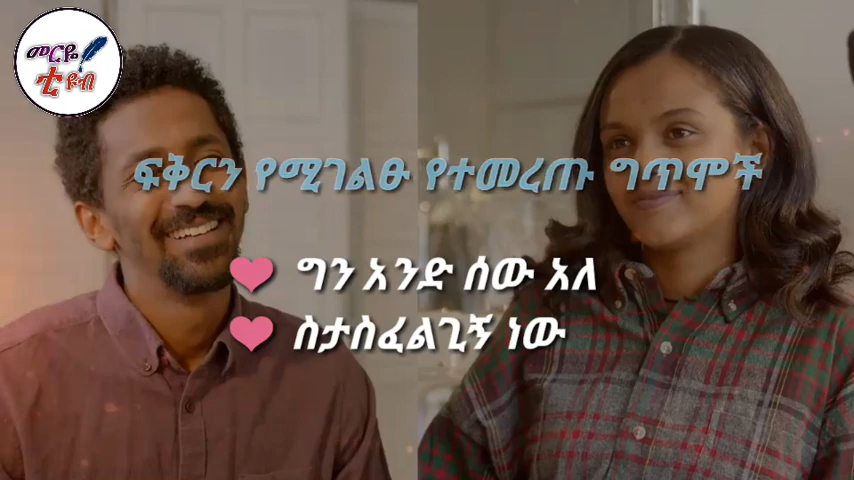 መርዬ
ቲዩብ
ፍቅርን የሚገልፁ የተመረጡ ግጥሞች
ግን አንድ ሰው አለ
ስታስፈልጊኝ ነው